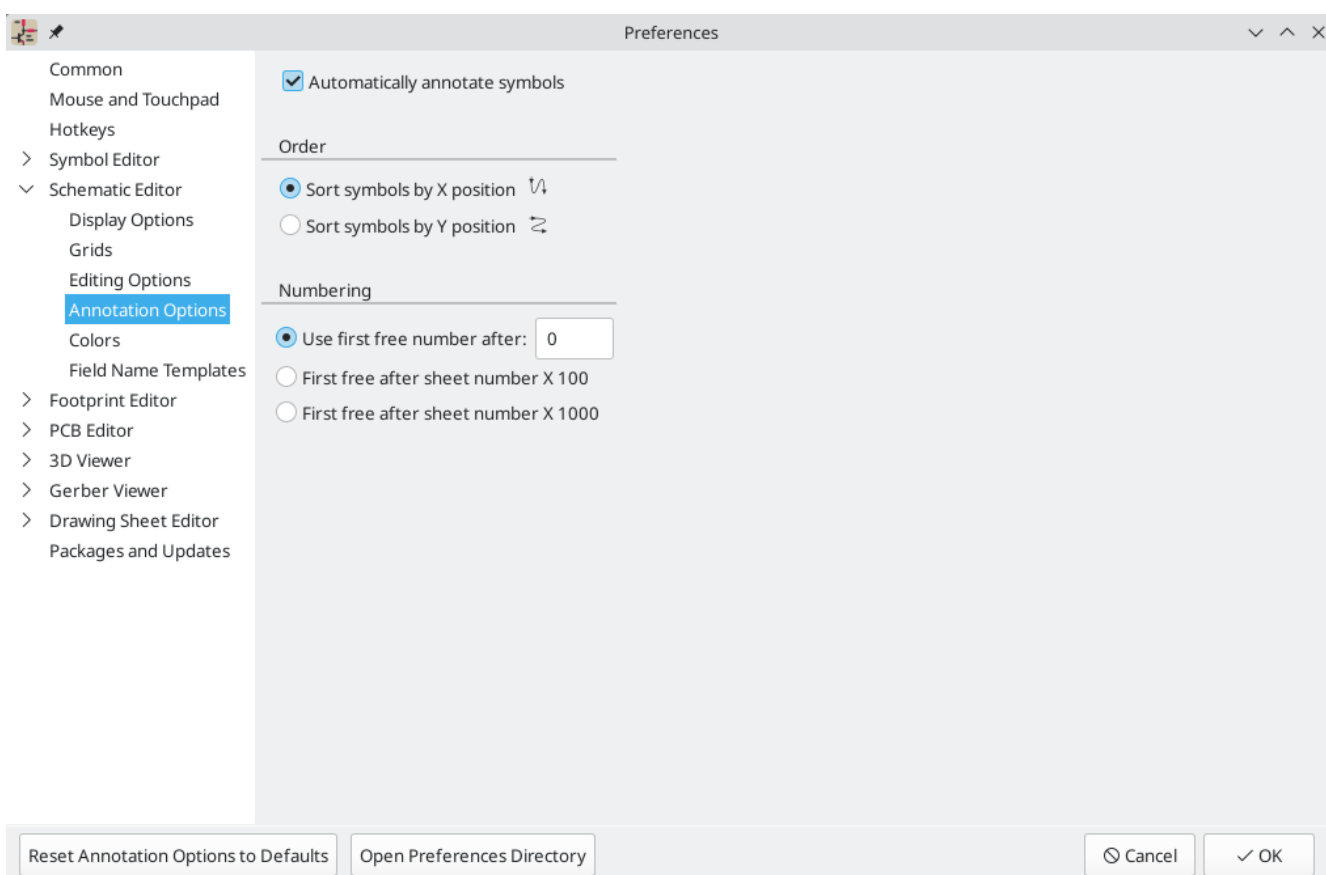 Preferences
Common
Mouse and Touchpad
Hotkeys
Symbol Editor
Schematic Editor
Display Options
Grids
Editing Options
Annotation Options
Colors
Field Name Templates
Footprint Editor
PCB Editor
3D Viewer
Gerber Viewer
Drawing Sheet Editor
Packages and Updates
Automatically annotate symbols
Order
Sort symbols by X position
Sort symbols by Y position
Numbering
Use first free number after: 0
First free after sheet number X 100
First free after sheet number X 1000
Reset Annotation Options to Defaults
Open Preferences Directory
Cancel
OK